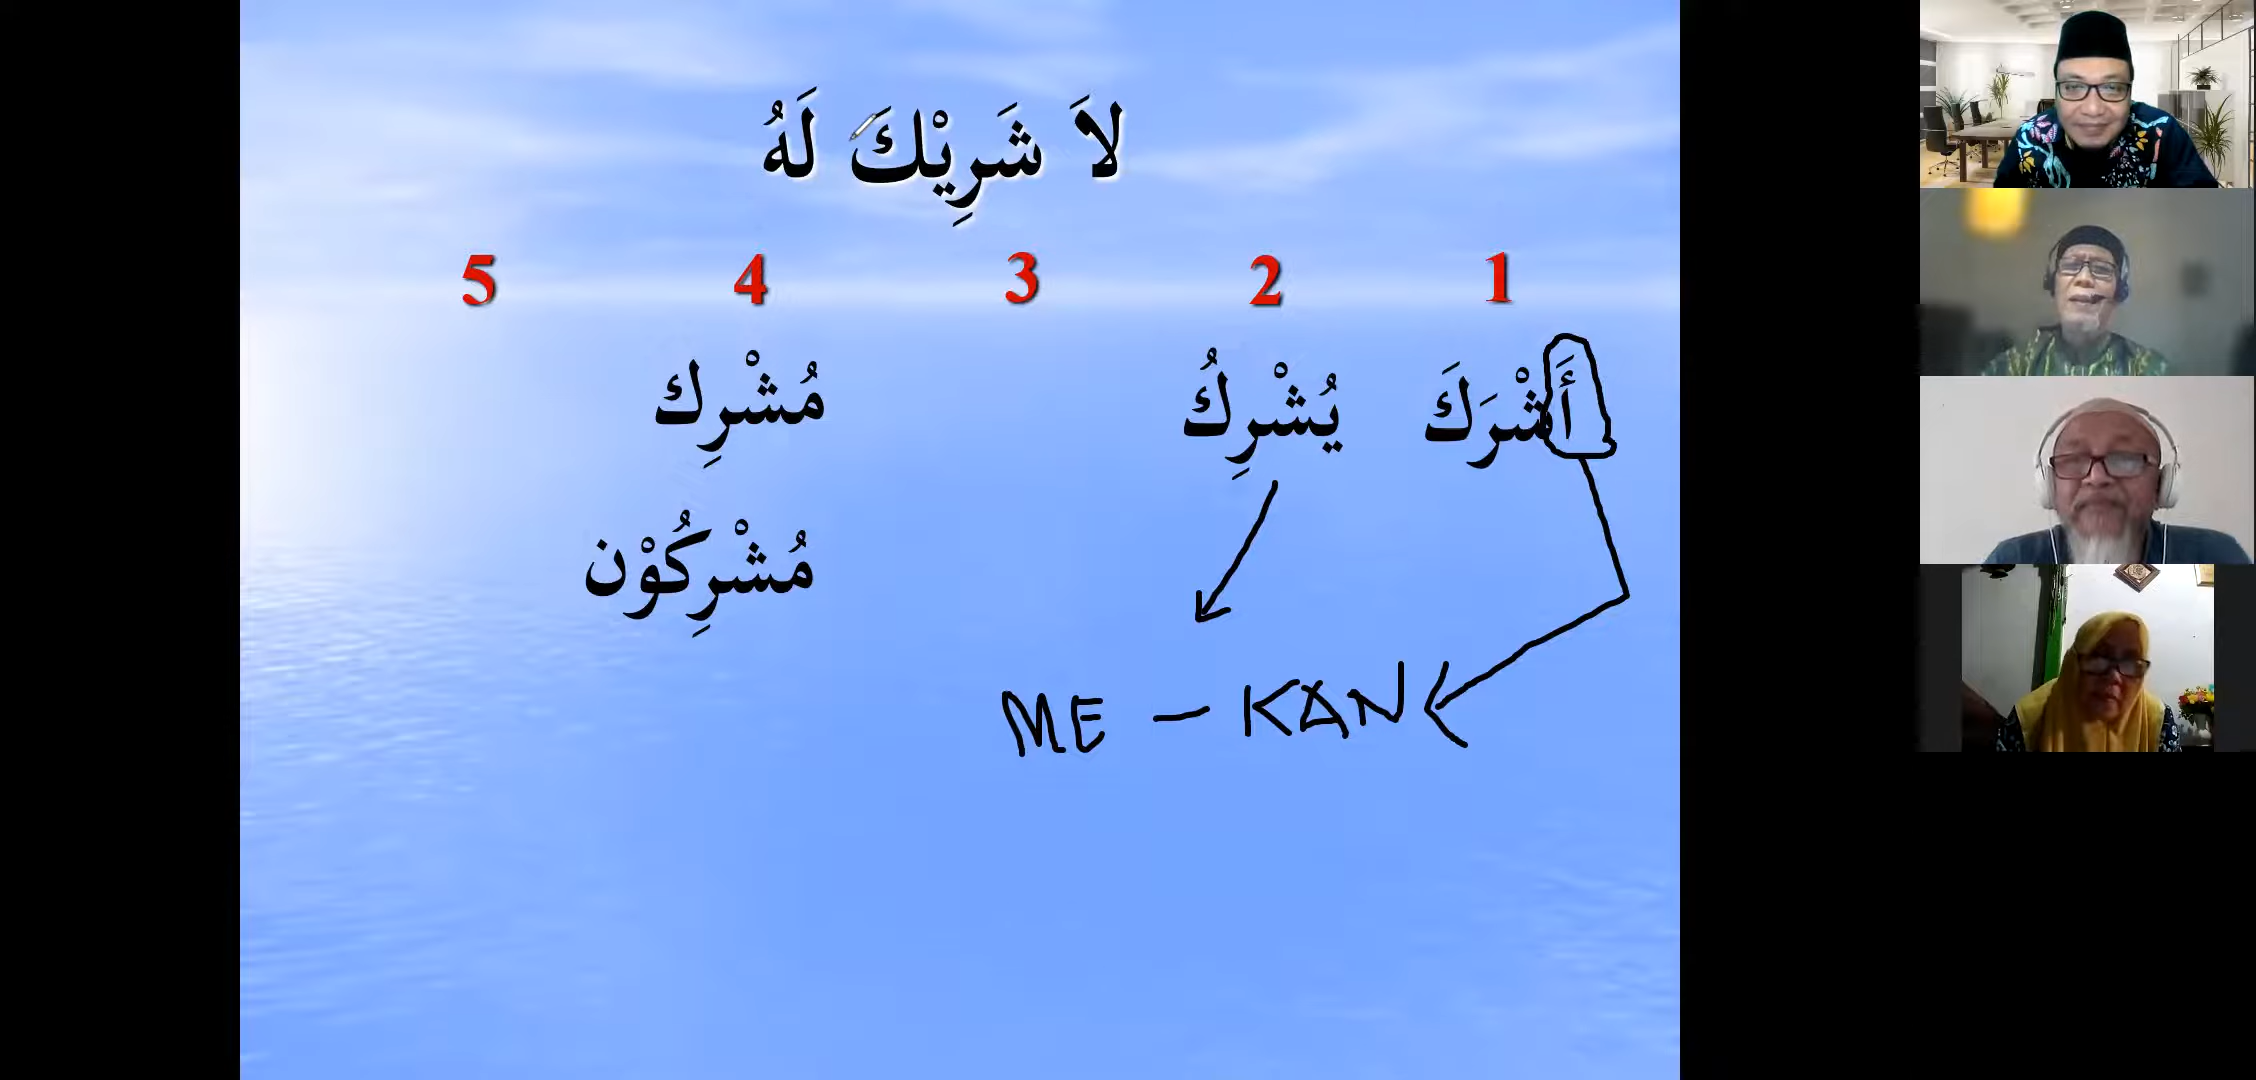 لاَ شَرِيْكَ لَهُ
1 2 3 4 5
أَشْرَكَ يُشْرِكُ مُشْرِك
مُشْرِكُوْن
ME - KAN